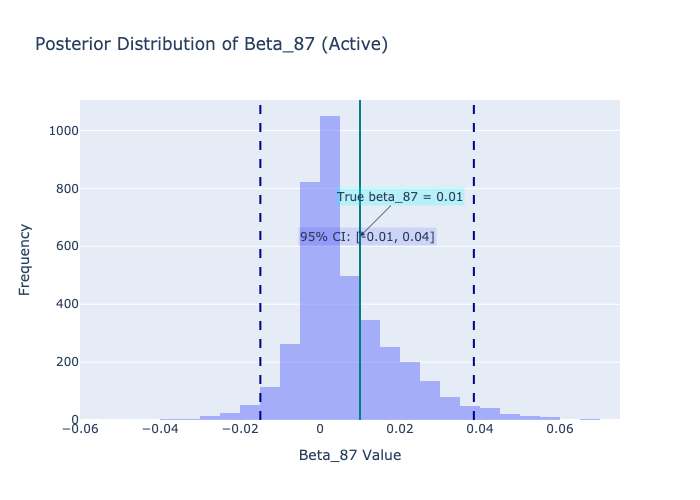 Posterior Distribution of Beta_87 (Active)
1000
800
600
400
200
0
Frequency
True beta_87 = 0.01
95% CI: [-0.01, 0.04]
−0.06
−0.04
−0.02
0
0.02
0.04
0.06
Beta_87 Value